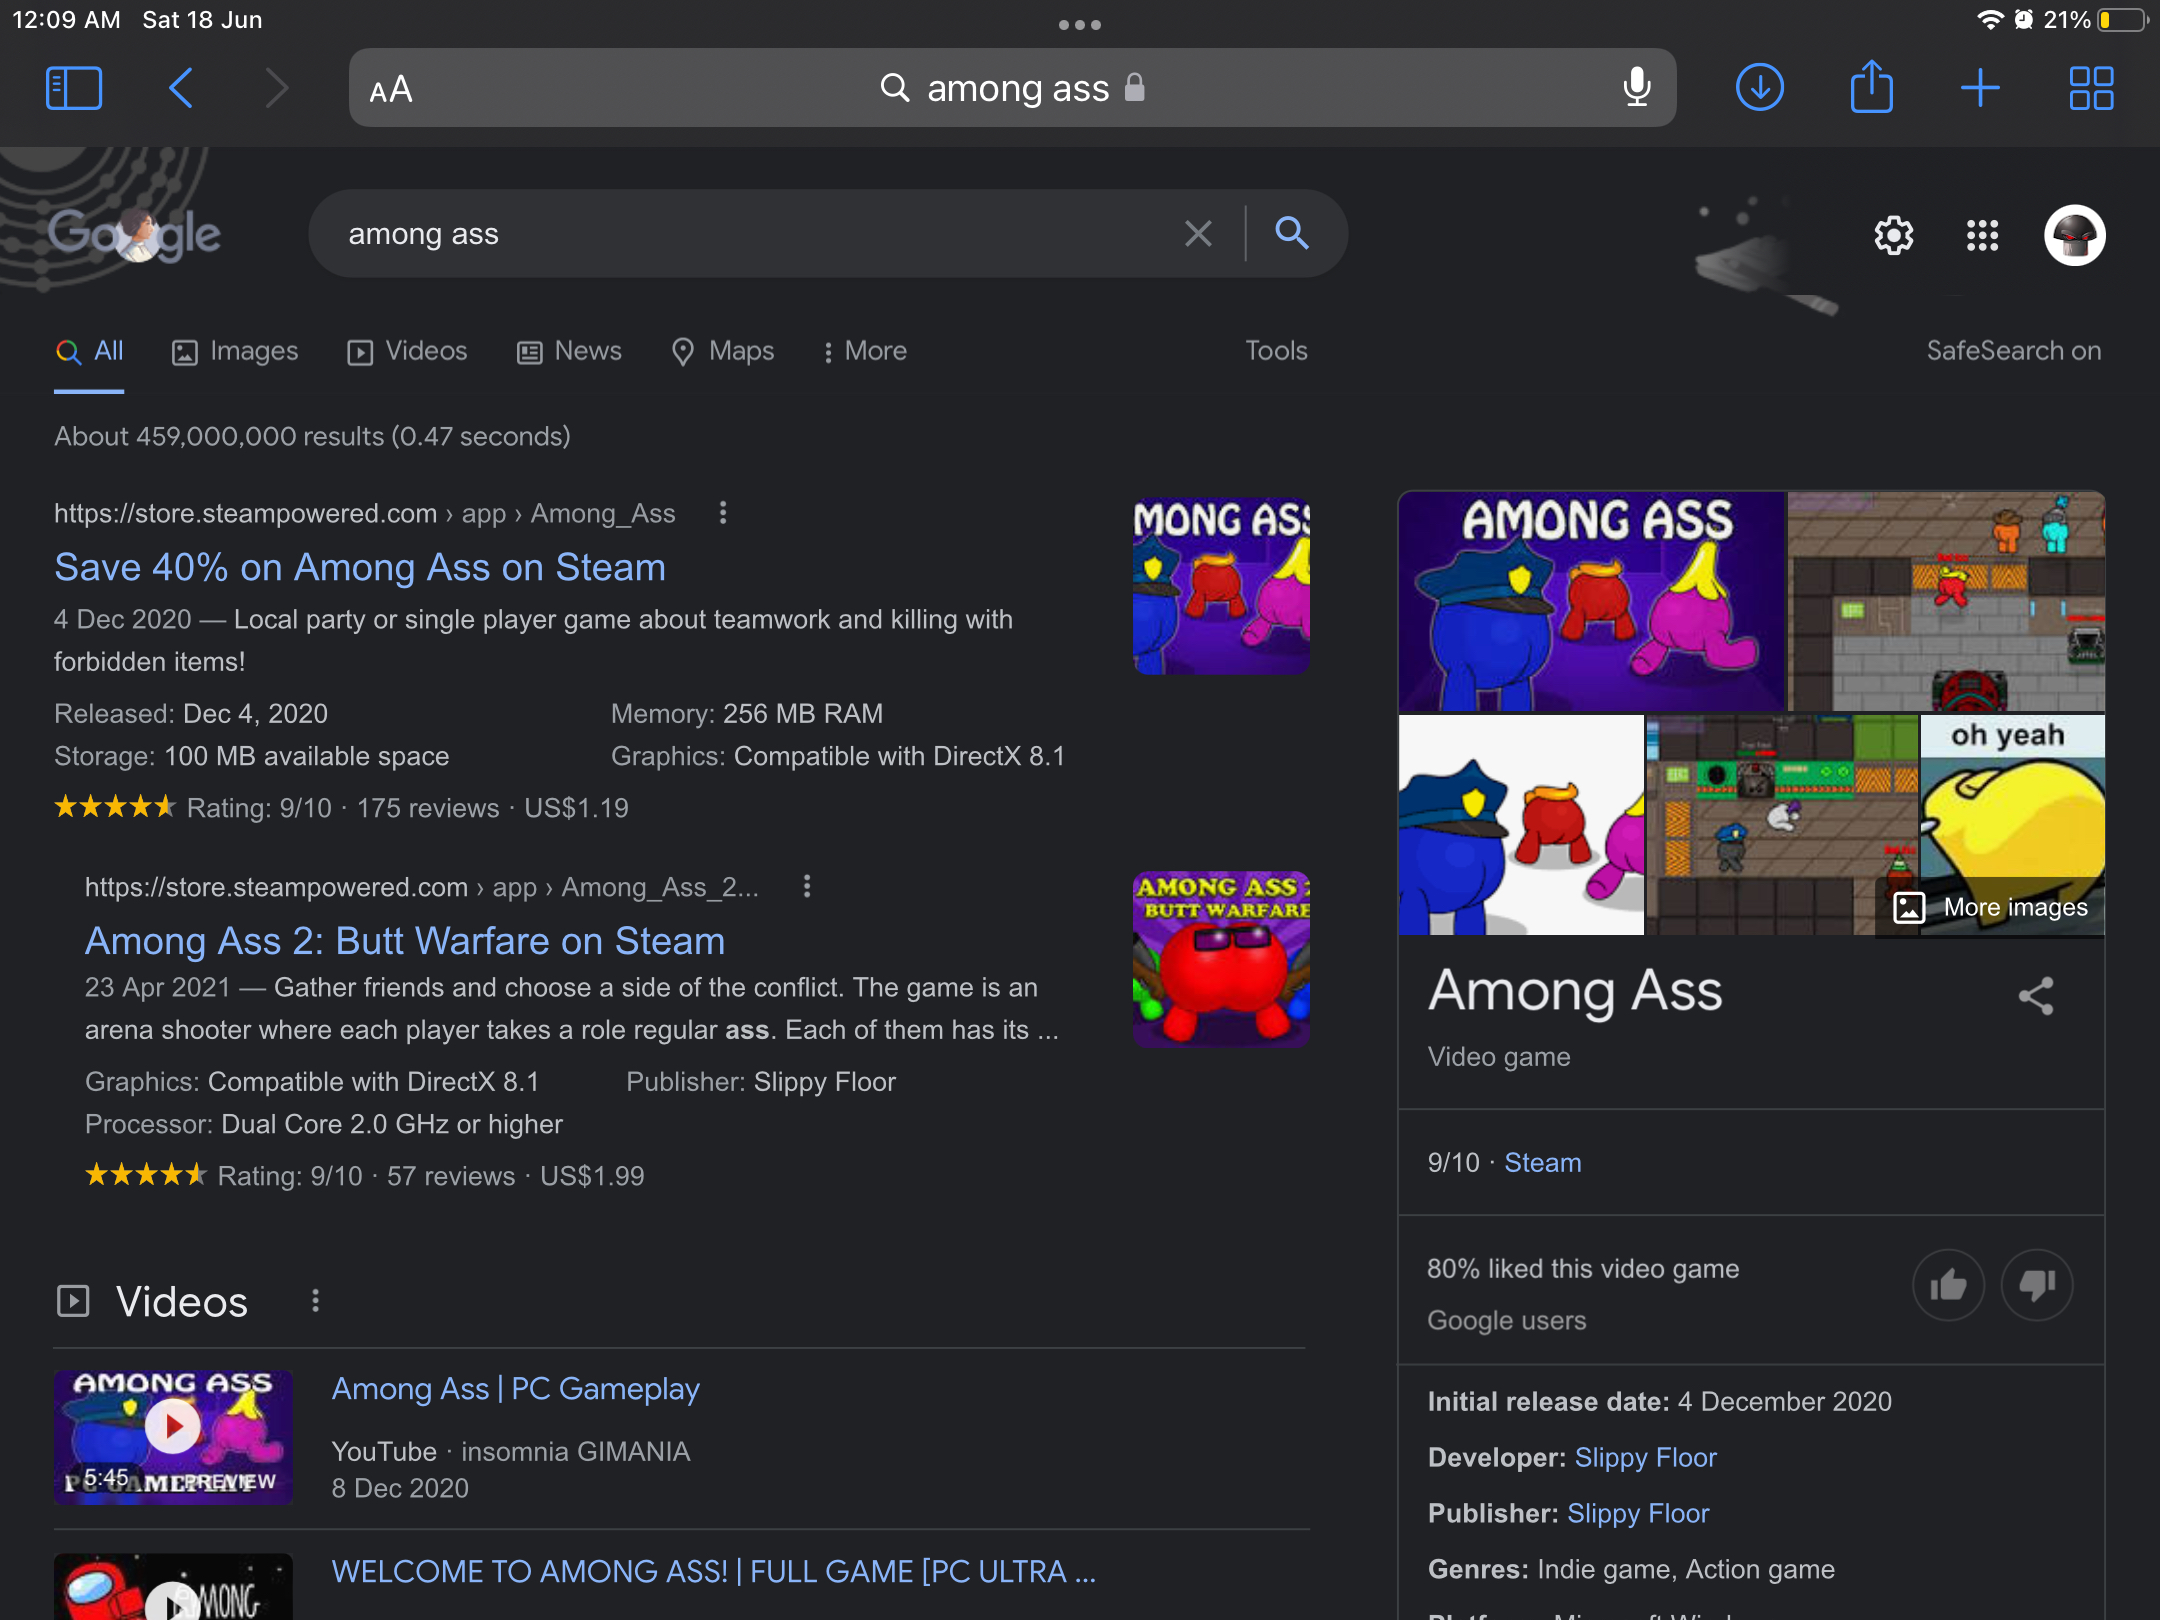 12:09 AM Sat 18 Jun
21%
AA
among ass
Google
among ass
All Images Videos News Maps More Tools SafeSearch on
About 459,000,000 results (0.47 seconds)
https://store.steampowered.com › app › Among_Ass
Save 40% on Among Ass on Steam
4 Dec 2020 — Local party or single player game about teamwork and killing with
forbidden items!
Released: Dec 4, 2020 Memory: 256 MB RAM
Storage: 100 MB available space Graphics: Compatible with DirectX 8.1
Rating: 9/10 · 175 reviews · US$1.19
MONG ASS
https://store.steampowered.com › app › Among_Ass_2...
Among Ass 2: Butt Warfare on Steam
23 Apr 2021 — Gather friends and choose a side of the conflict. The game is an
arena shooter where each player takes a role regular ass. Each of them has its ...
Graphics: Compatible with DirectX 8.1 Publisher: Slippy Floor
Processor: Dual Core 2.0 GHz or higher
Rating: 9/10 · 57 reviews · US$1.99
AMONG ASS 2
BUTT WARFARE
Videos
AMONG ASS
5:45
PREVIEW
Among Ass | PC Gameplay
YouTube · insomnia GIMANIA
8 Dec 2020
WELCOME TO AMONG ASS! | FULL GAME [PC ULTRA ...
AMONG ASS
oh yeah
More images
Among Ass
Video game
9/10 · Steam
80% liked this video game
Google users
Initial release date: 4 December 2020
Developer: Slippy Floor
Publisher: Slippy Floor
Genres: Indie game, Action game